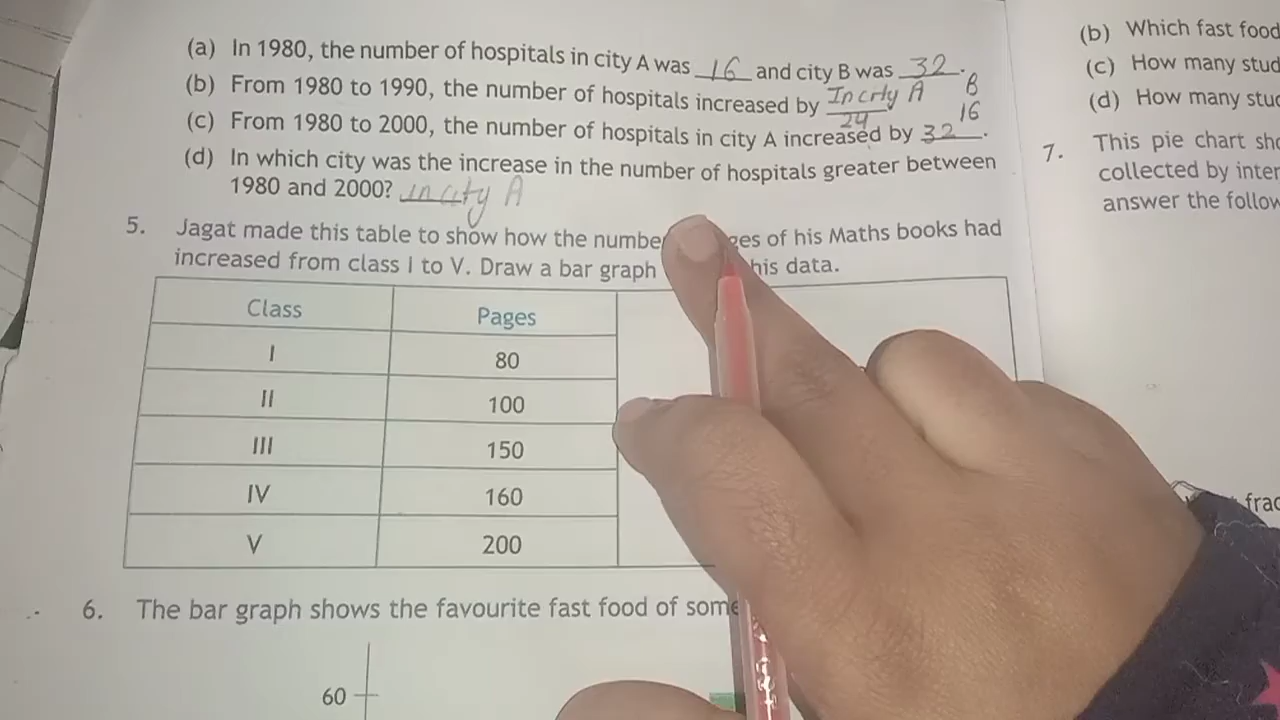 (a) In 1980, the number of hospitals in city A was 16 and city B was 32.
(b) From 1980 to 1990, the number of hospitals increased by In city A 24 B 16
(c) From 1980 to 2000, the number of hospitals in city A increased by 32.
(d) In which city was the increase in the number of hospitals greater between
1980 and 2000? in city A
5. Jagat made this table to show how the number ges of his Maths books had
increased from class I to V. Draw a bar graph his data.
Class Pages
I 80
II 100
III 150
IV 160
V 200
6. The bar graph shows the favourite fast food of some
60
(b) Which fast food
(c) How many stud
(d) How many stud
7. This pie chart sho
collected by inter
answer the follow
frac